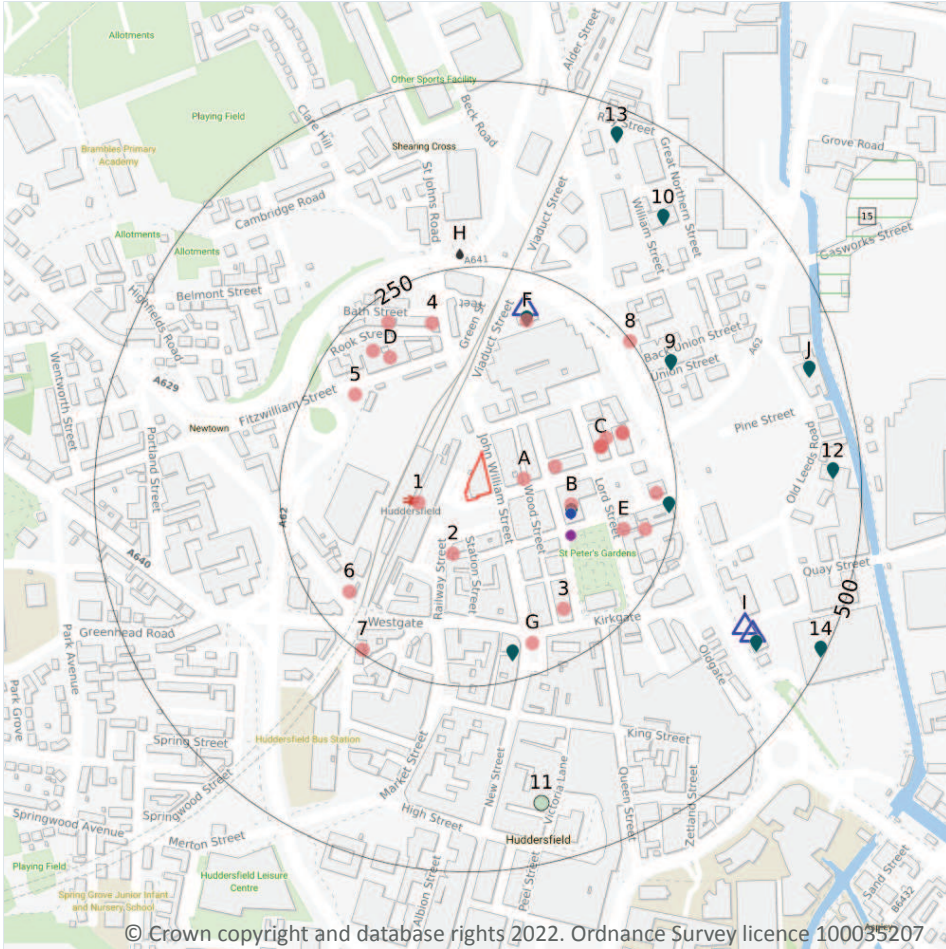 Allotments
Alder Street
Other Sports Facility
Playing Field
Clare Hill
Beck Road
13
Ray Street
Grove Road
Brambles Primary
Academy
Shearing Cross
St Johns Road
Great Northern Street
Viaduct Street
William Street
10
15
Cambridge Road
Allotments
Allotments
H
A641
Gasworks Street
Belmont Street
250
Highfields Road
Bath Street
4
Green Street
F
8
Rook Street
D
Viaduct Street
Back Union Street
9
Union Street
A62
J
Wentworth Street
A629
5
Fitzwilliam Street
Newtown
Portland Street
John William Street
C
Pine Street
Old Leeds Road
A
12
1
Huddersfield
Wood Street
B
Lord Street
E
A62
2
Station Street
Railway Street
St Peter's Gardens
A640
Quay Street
6
3
500
Westgate
Kirkgate
I
Greenhead Road
7
G
Oldgate
14
Park Avenue
Park Grove
Spring Street
Huddersfield Bus Station
King Street
Market Street
New Street
Victoria Lane
Queen Street
Zetland Street
11
Springwood Street
Springwood Avenue
High Street
Merton Street
Huddersfield
Playing Field
Huddersfield Leisure
Centre
Albion Street
Peel Street
Sand Street
B6432
Spring Grove Junior Infant
and Nursery School
© Crown copyright and database rights 2022. Ordnance Survey licence 100035207.